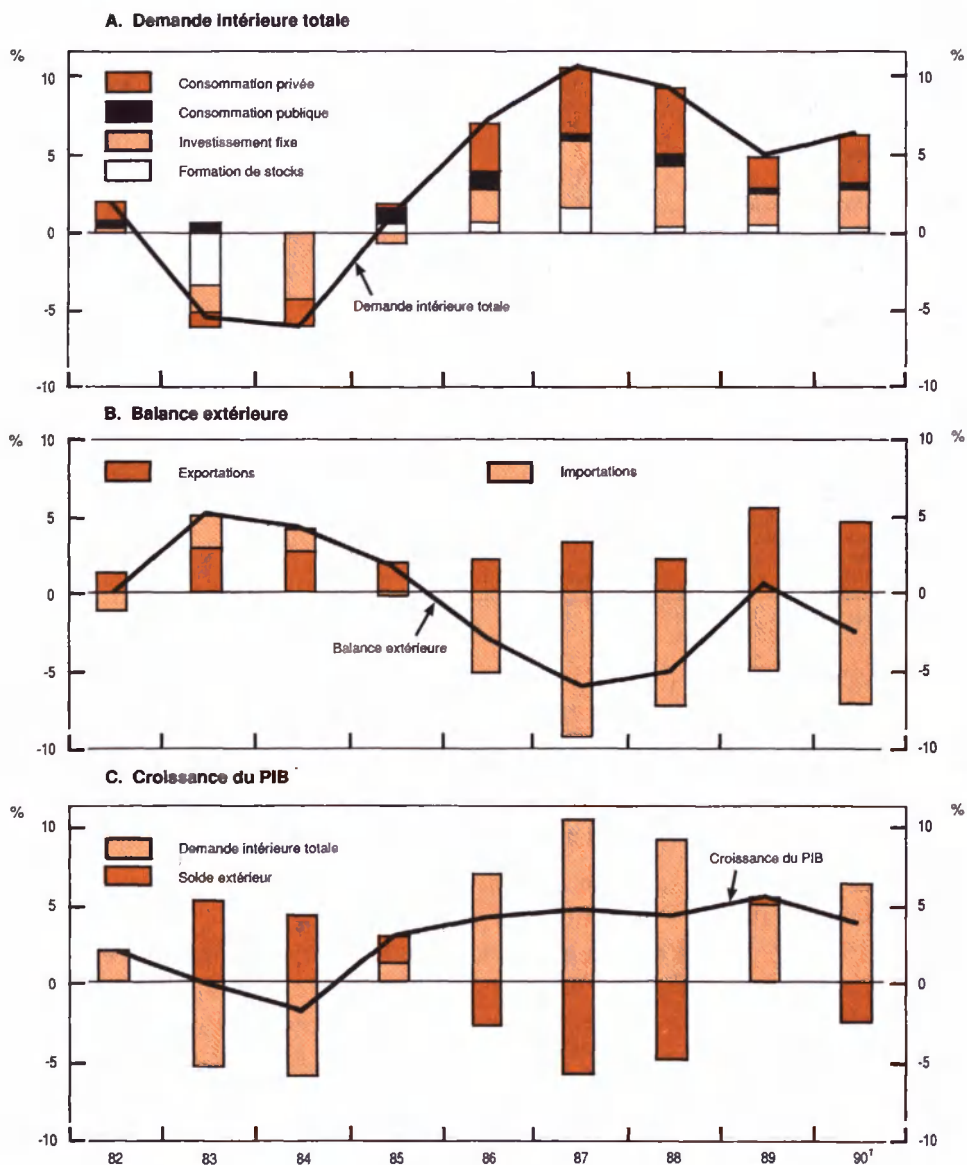 A. Demande intérieure totale
% %
10 10
Consommation privée
Consommation publique
5 5
Investissement fixe
Formation de stocks
0 0
Demande intérieure totale
-5 -5
-10 -10
B. Balance extérieure
% %
10 10
Exportations Importations
5 5
0 0
Balance extérieure
-5 -5
-10 -10
C. Croissance du PIB
% %
10 10
Demande intérieure totale
Croissance du PIB
Solde extérieur
5 5
0 0
-5 -5
-10 -10
82 83 84 85 86 87 88 89 90¹